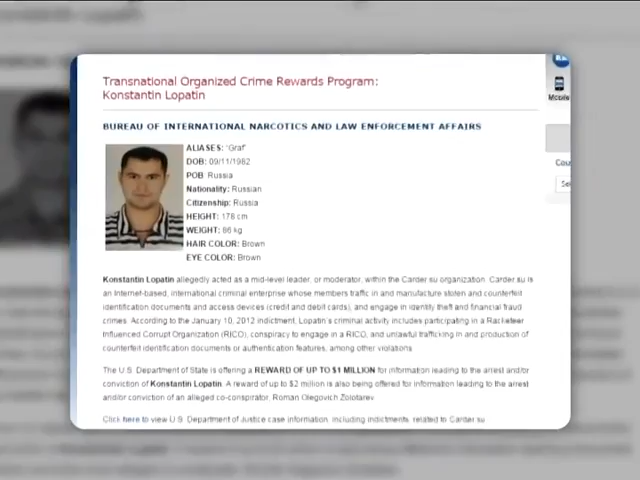 Transnational Organized Crime Rewards Program:
Konstantin Lopatin
BUREAU OF INTERNATIONAL NARCOTICS AND LAW ENFORCEMENT AFFAIRS
ALIASES: "Graf"
DOB: 09/11/1982
POB: Russia
Nationality: Russian
Citizenship: Russia
HEIGHT: 178 cm
WEIGHT: 86 kg
HAIR COLOR: Brown
EYE COLOR: Brown
Konstantin Lopatin allegedly acted as a mid-level leader, or moderator, within the Carder.su organization. Carder.su is
an Internet-based, international criminal enterprise whose members traffic in and manufacture stolen and counterfeit
identification documents and access devices (credit and debit cards), and engage in identity theft and financial fraud
crimes. According to the January 10, 2012 indictment, Lopatin's criminal activity includes participating in a Racketeer
Influenced Corrupt Organization (RICO), conspiracy to engage in a RICO, and unlawful trafficking in and production of
counterfeit identification documents or authentication features, among other violations.
The U.S. Department of State is offering a REWARD OF UP TO $1 MILLION for information leading to the arrest and/or
conviction of Konstantin Lopatin. A reward of up to $2 million is also being offered for information leading to the arrest
and/or conviction of an alleged co-conspirator, Roman Olegovich Zolotarev.
Click here to view U.S. Department of Justice case information, including indictments, related to Carder.su
Mobile
Cou
Sel